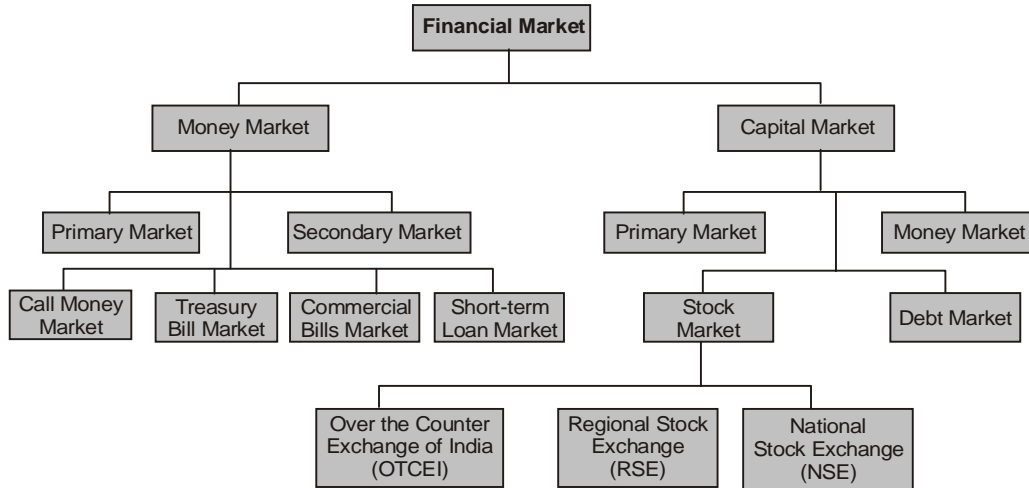 Financial Market
Money Market
Capital Market
Primary Market
Secondary Market
Primary Market
Money Market
Call Money
Market
Treasury
Bill Market
Commercial
Bills Market
Short-term
Loan Market
Stock
Market
Debt Market
Over the Counter
Exchange of India
(OTCEI)
Regional Stock
Exchange
(RSE)
National
Stock Exchange
(NSE)